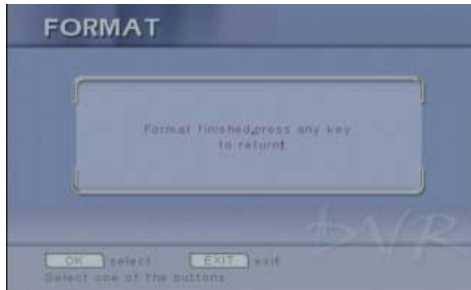 FORMAT
Format finished,press any key
to return!
DVR
OK select EXIT exit
Select one of the buttons